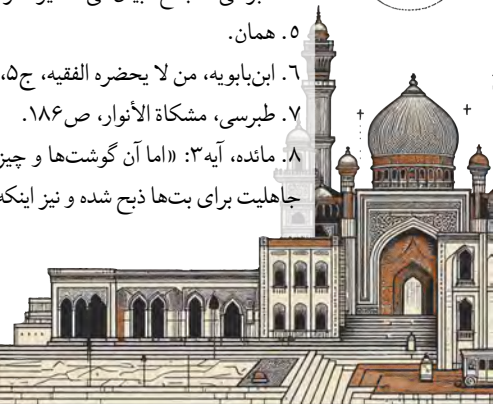 ۵. همان.
۶. ابن‌بابویه، من لا یحضره الفقیه، ج۵،
۷. طبرسی، مشکاة الأنوار، ص۱۸۶.
۸. مائده، آیه۳: «اما آن گوشت‌ها و چیز
جاهلیت برای بت‌ها ذبح شده و نیز اینکه